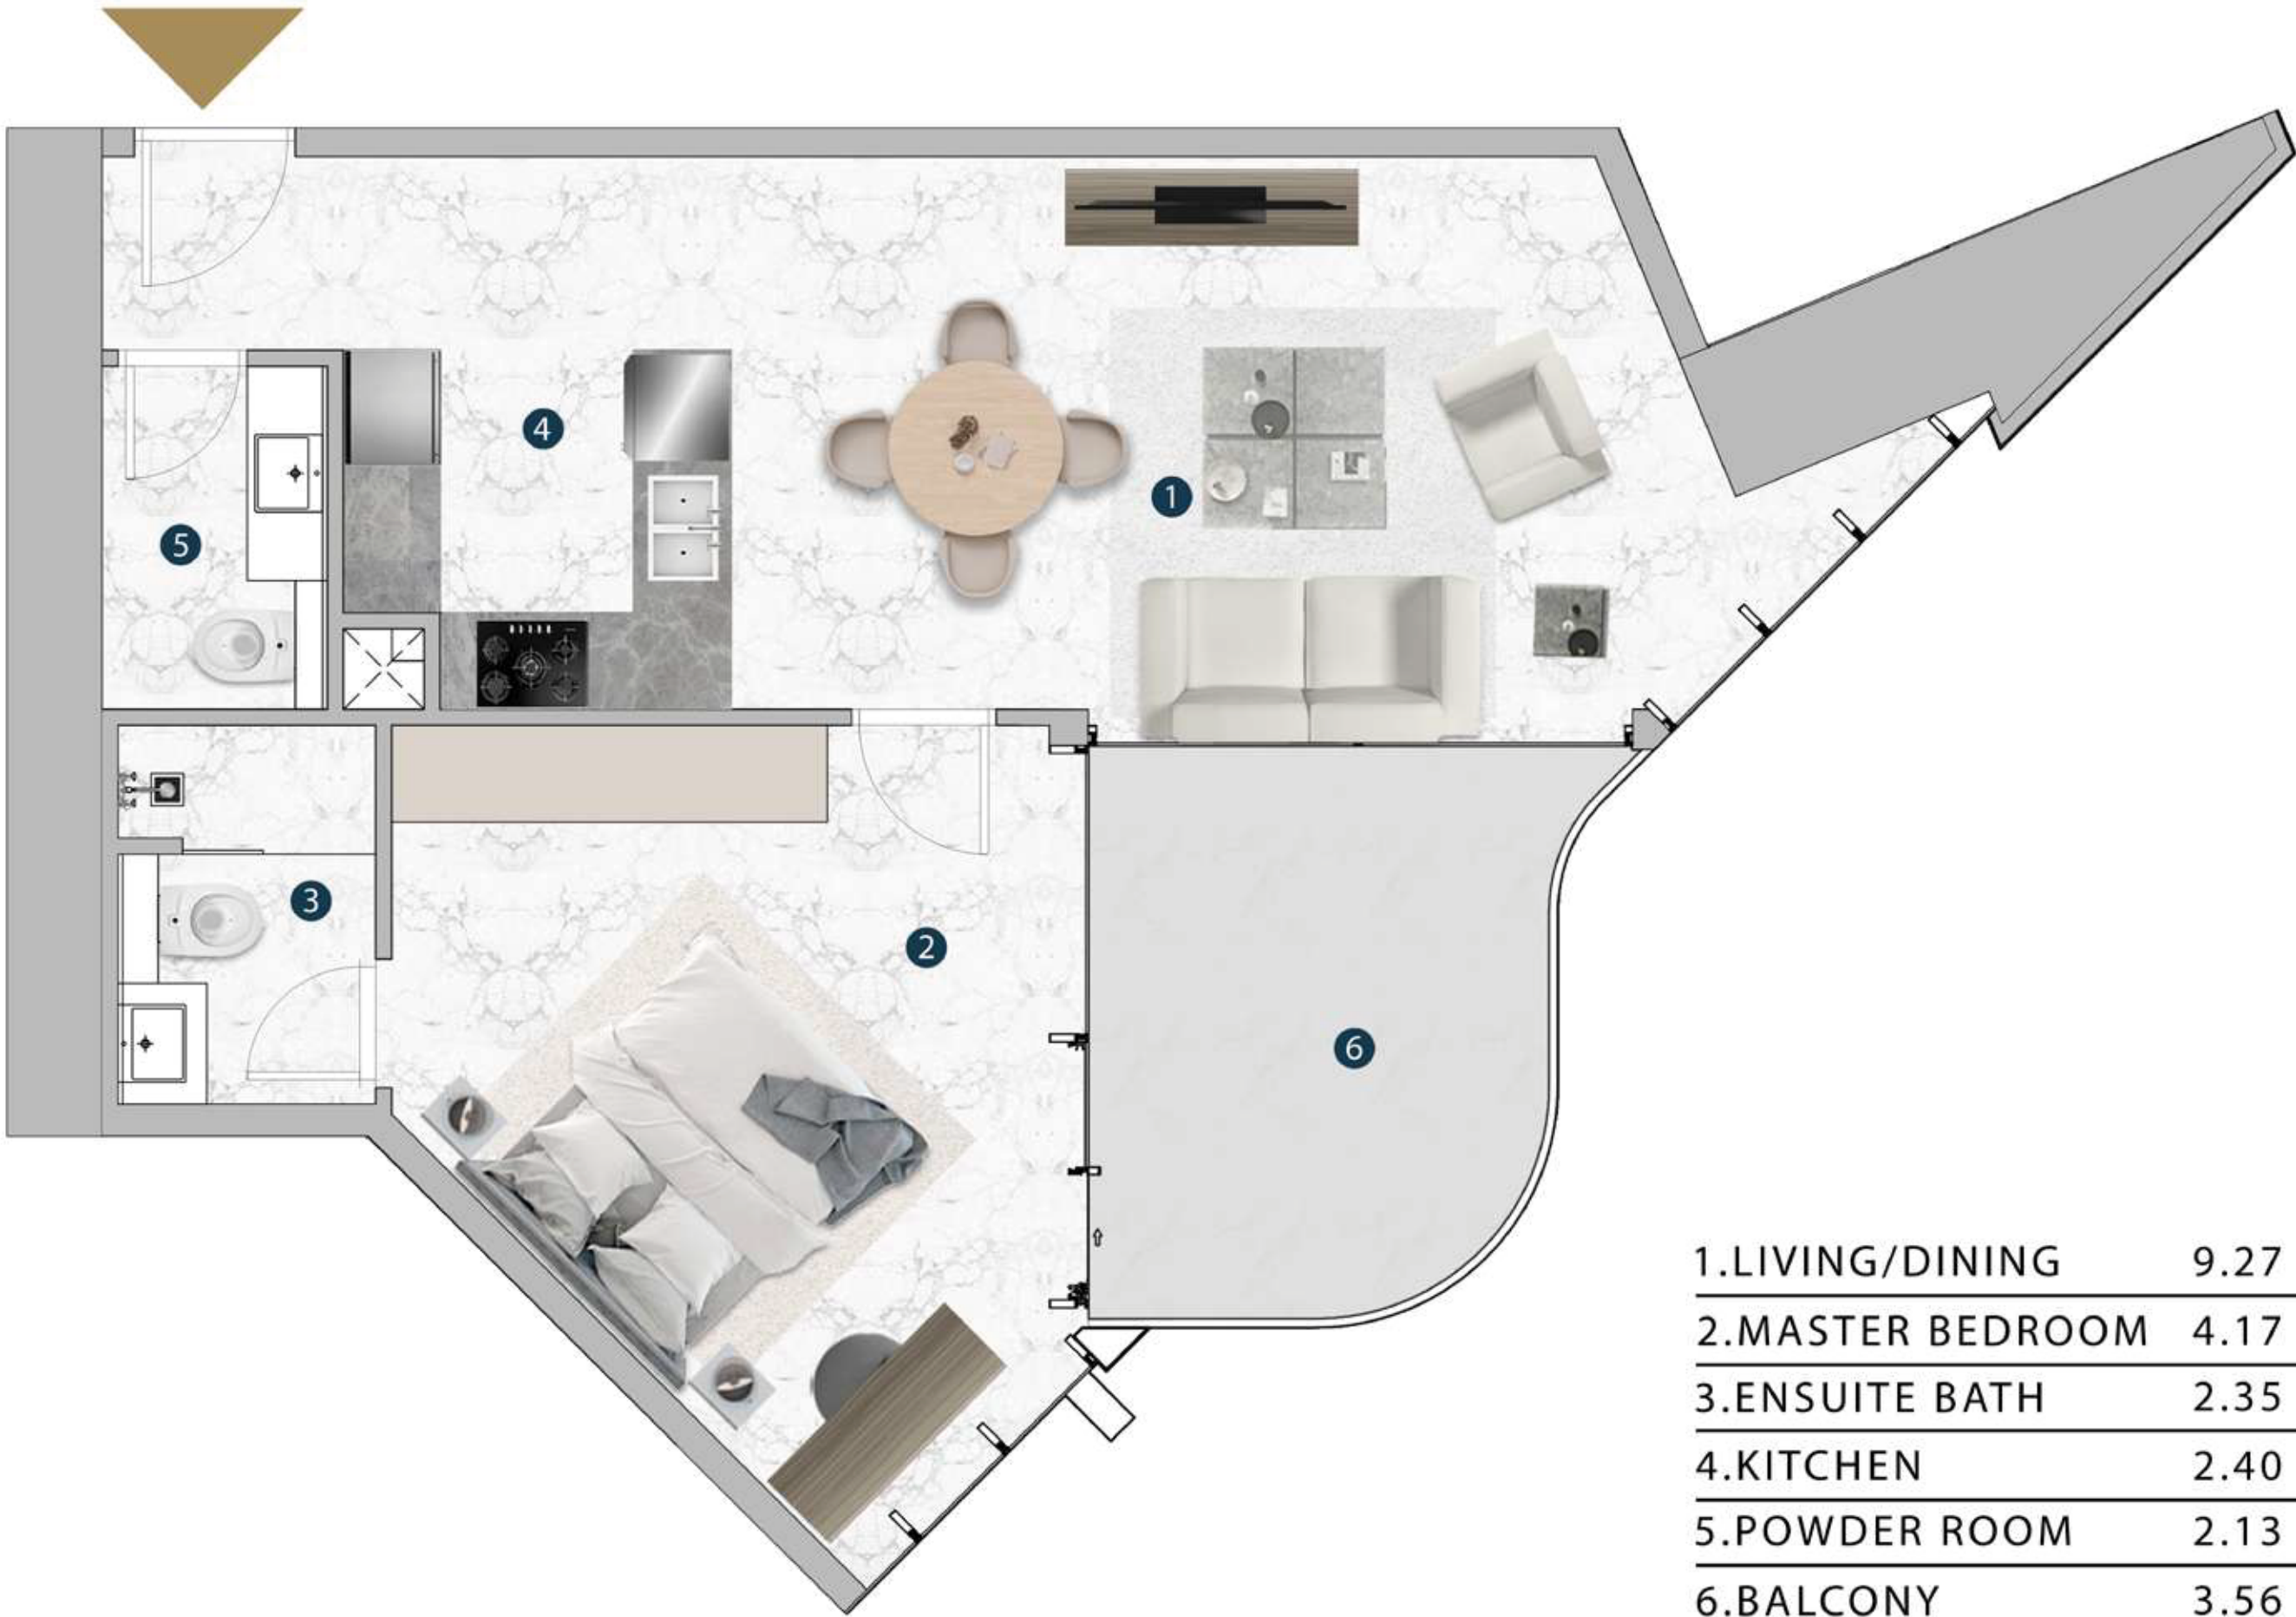 4
1
5
3
2
6
1.LIVING/DINING 9.27
2.MASTER BEDROOM 4.17
3.ENSUITE BATH 2.35
4.KITCHEN 2.40
5.POWDER ROOM 2.13
6.BALCONY 3.56